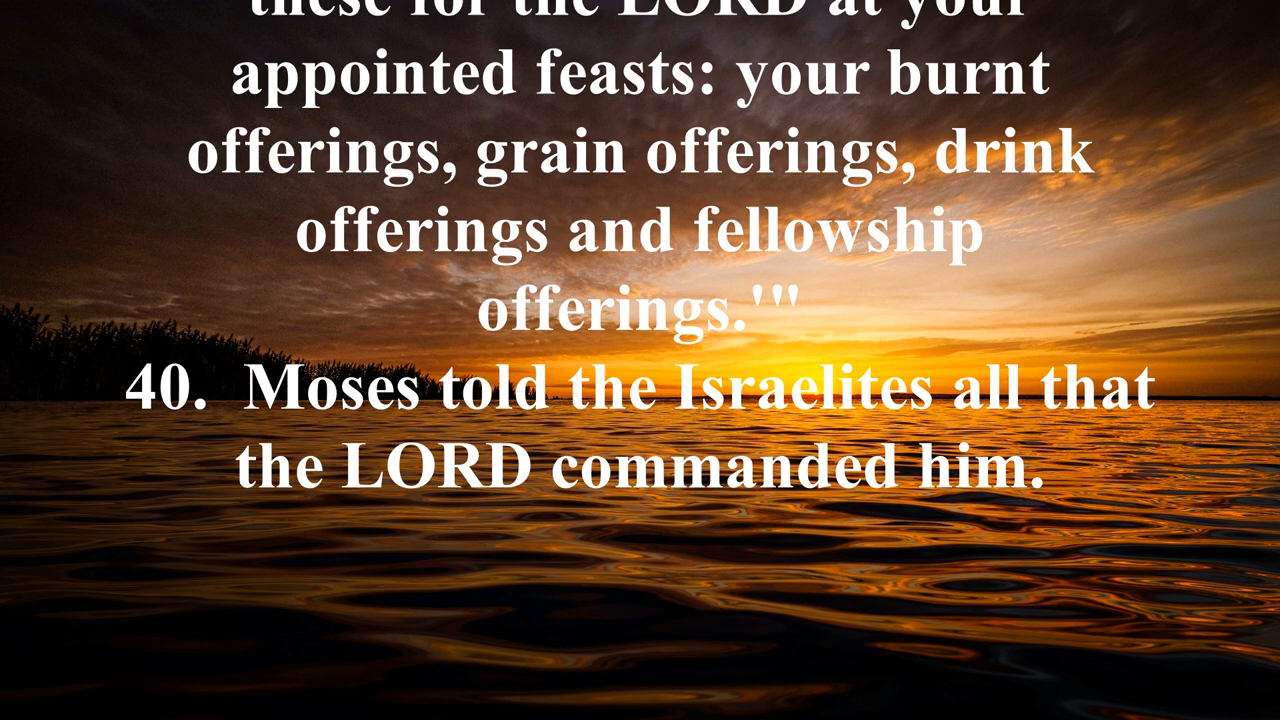 these for the LORD at your
appointed feasts: your burnt
offerings, grain offerings, drink
offerings and fellowship
offerings.'"
40.  Moses told the Israelites all that
the LORD commanded him.